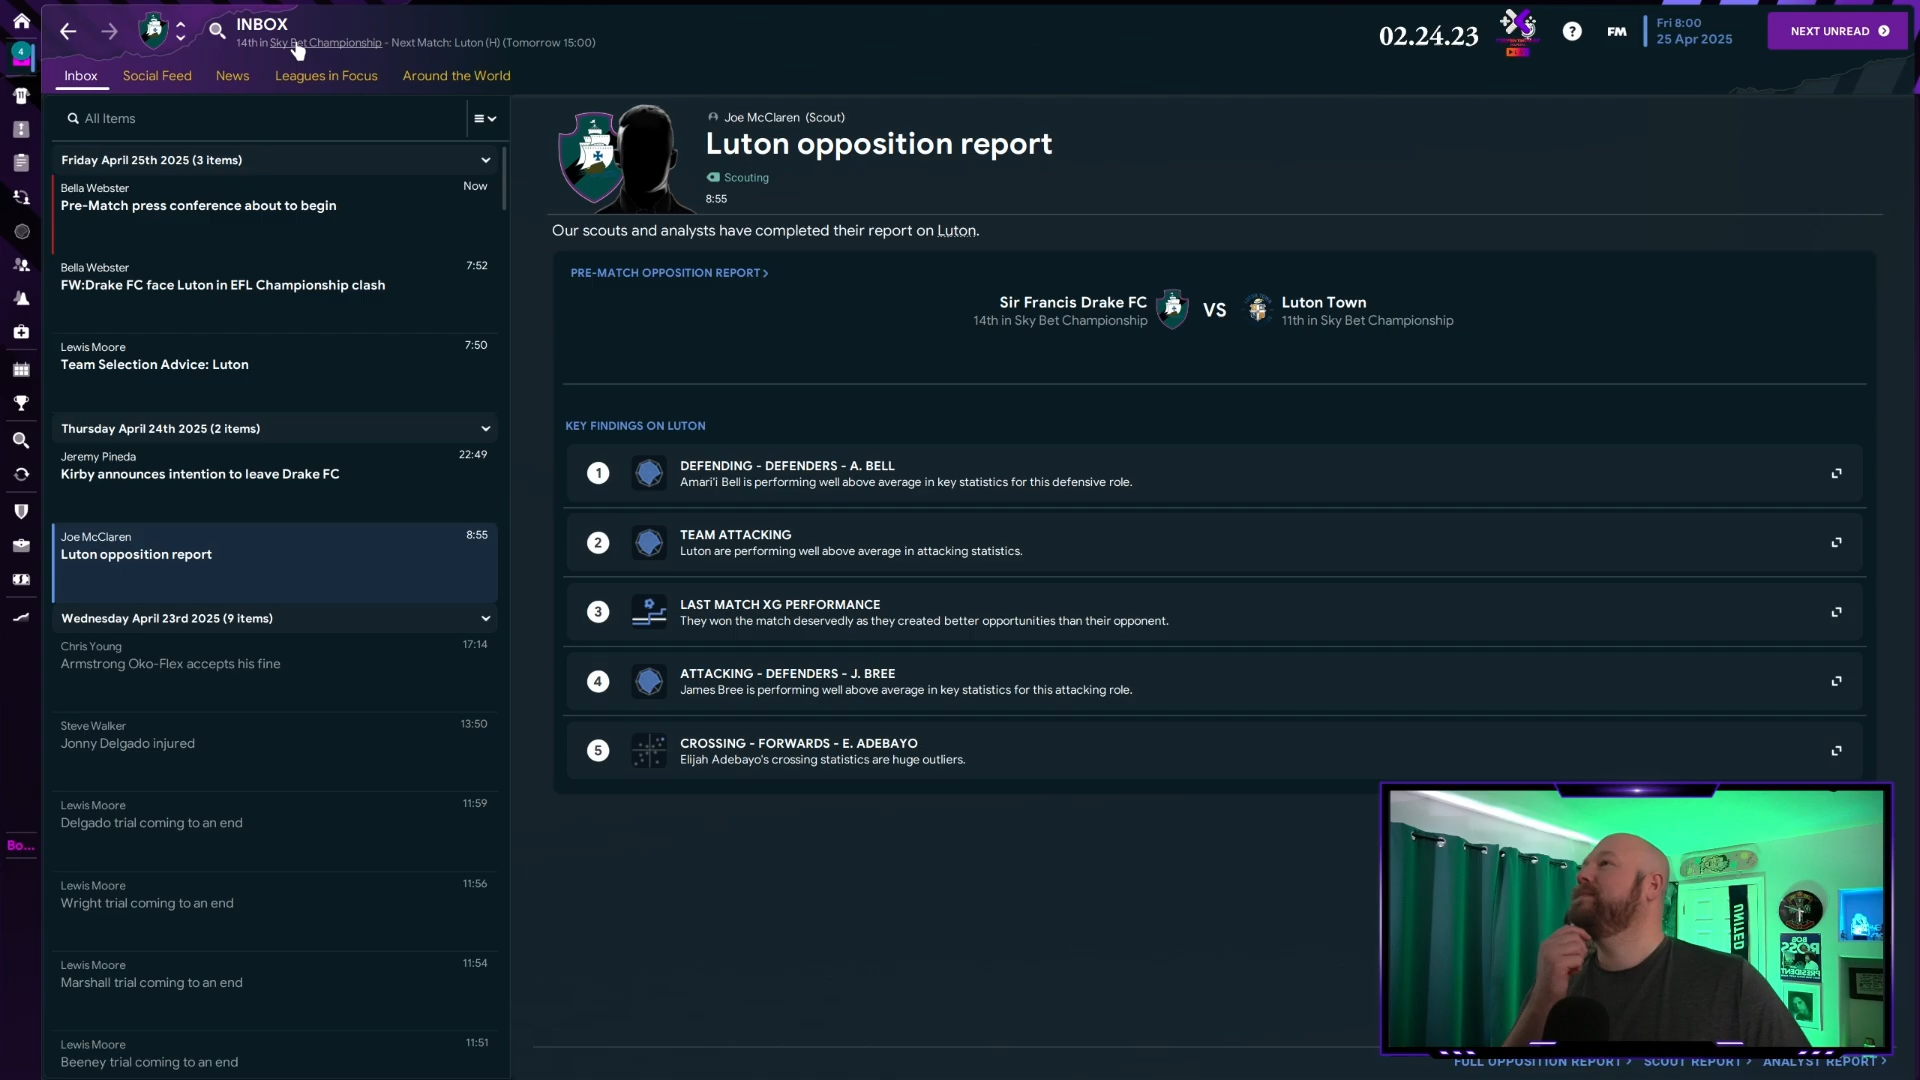 INBOX
14th in Sky Bet Championship - Next Match: Luton (H) (Tomorrow 15:00)
02.24.23
FM
Fri 8:00
25 Apr 2025
NEXT UNREAD
4
Inbox
Social Feed
News
Leagues in Focus
Around the World
All Items
Friday April 25th 2025 (3 items)
Bella Webster
Now
Pre-Match press conference about to begin
Bella Webster
7:52
FW:Drake FC face Luton in EFL Championship clash
Lewis Moore
7:50
Team Selection Advice: Luton
Thursday April 24th 2025 (2 items)
Jeremy Pineda
22:49
Kirby announces intention to leave Drake FC
Joe McClaren
8:55
Luton opposition report
Wednesday April 23rd 2025 (9 items)
Chris Young
17:14
Armstrong Oko-Flex accepts his fine
Steve Walker
13:50
Jonny Delgado injured
Lewis Moore
11:59
Delgado trial coming to an end
Lewis Moore
11:56
Wright trial coming to an end
Lewis Moore
11:54
Marshall trial coming to an end
Lewis Moore
11:51
Beeney trial coming to an end
Bo...
Joe McClaren (Scout)
Luton opposition report
Scouting
8:55
Our scouts and analysts have completed their report on Luton.
PRE-MATCH OPPOSITION REPORT >
Sir Francis Drake FC
14th in Sky Bet Championship
VS
Luton Town
11th in Sky Bet Championship
KEY FINDINGS ON LUTON
1
DEFENDING - DEFENDERS - A. BELL
Amari'i Bell is performing well above average in key statistics for this defensive role.
2
TEAM ATTACKING
Luton are performing well above average in attacking statistics.
3
LAST MATCH XG PERFORMANCE
They won the match deservedly as they created better opportunities than their opponent.
4
ATTACKING - DEFENDERS - J. BREE
James Bree is performing well above average in key statistics for this attacking role.
5
CROSSING - FORWARDS - E. ADEBAYO
Elijah Adebayo's crossing statistics are huge outliers.
UNITED
BOB
ROSS
PRESIDENT
FULL OPPOSITION REPORT >
SCOUT REPORT >
ANALYST REPORT >